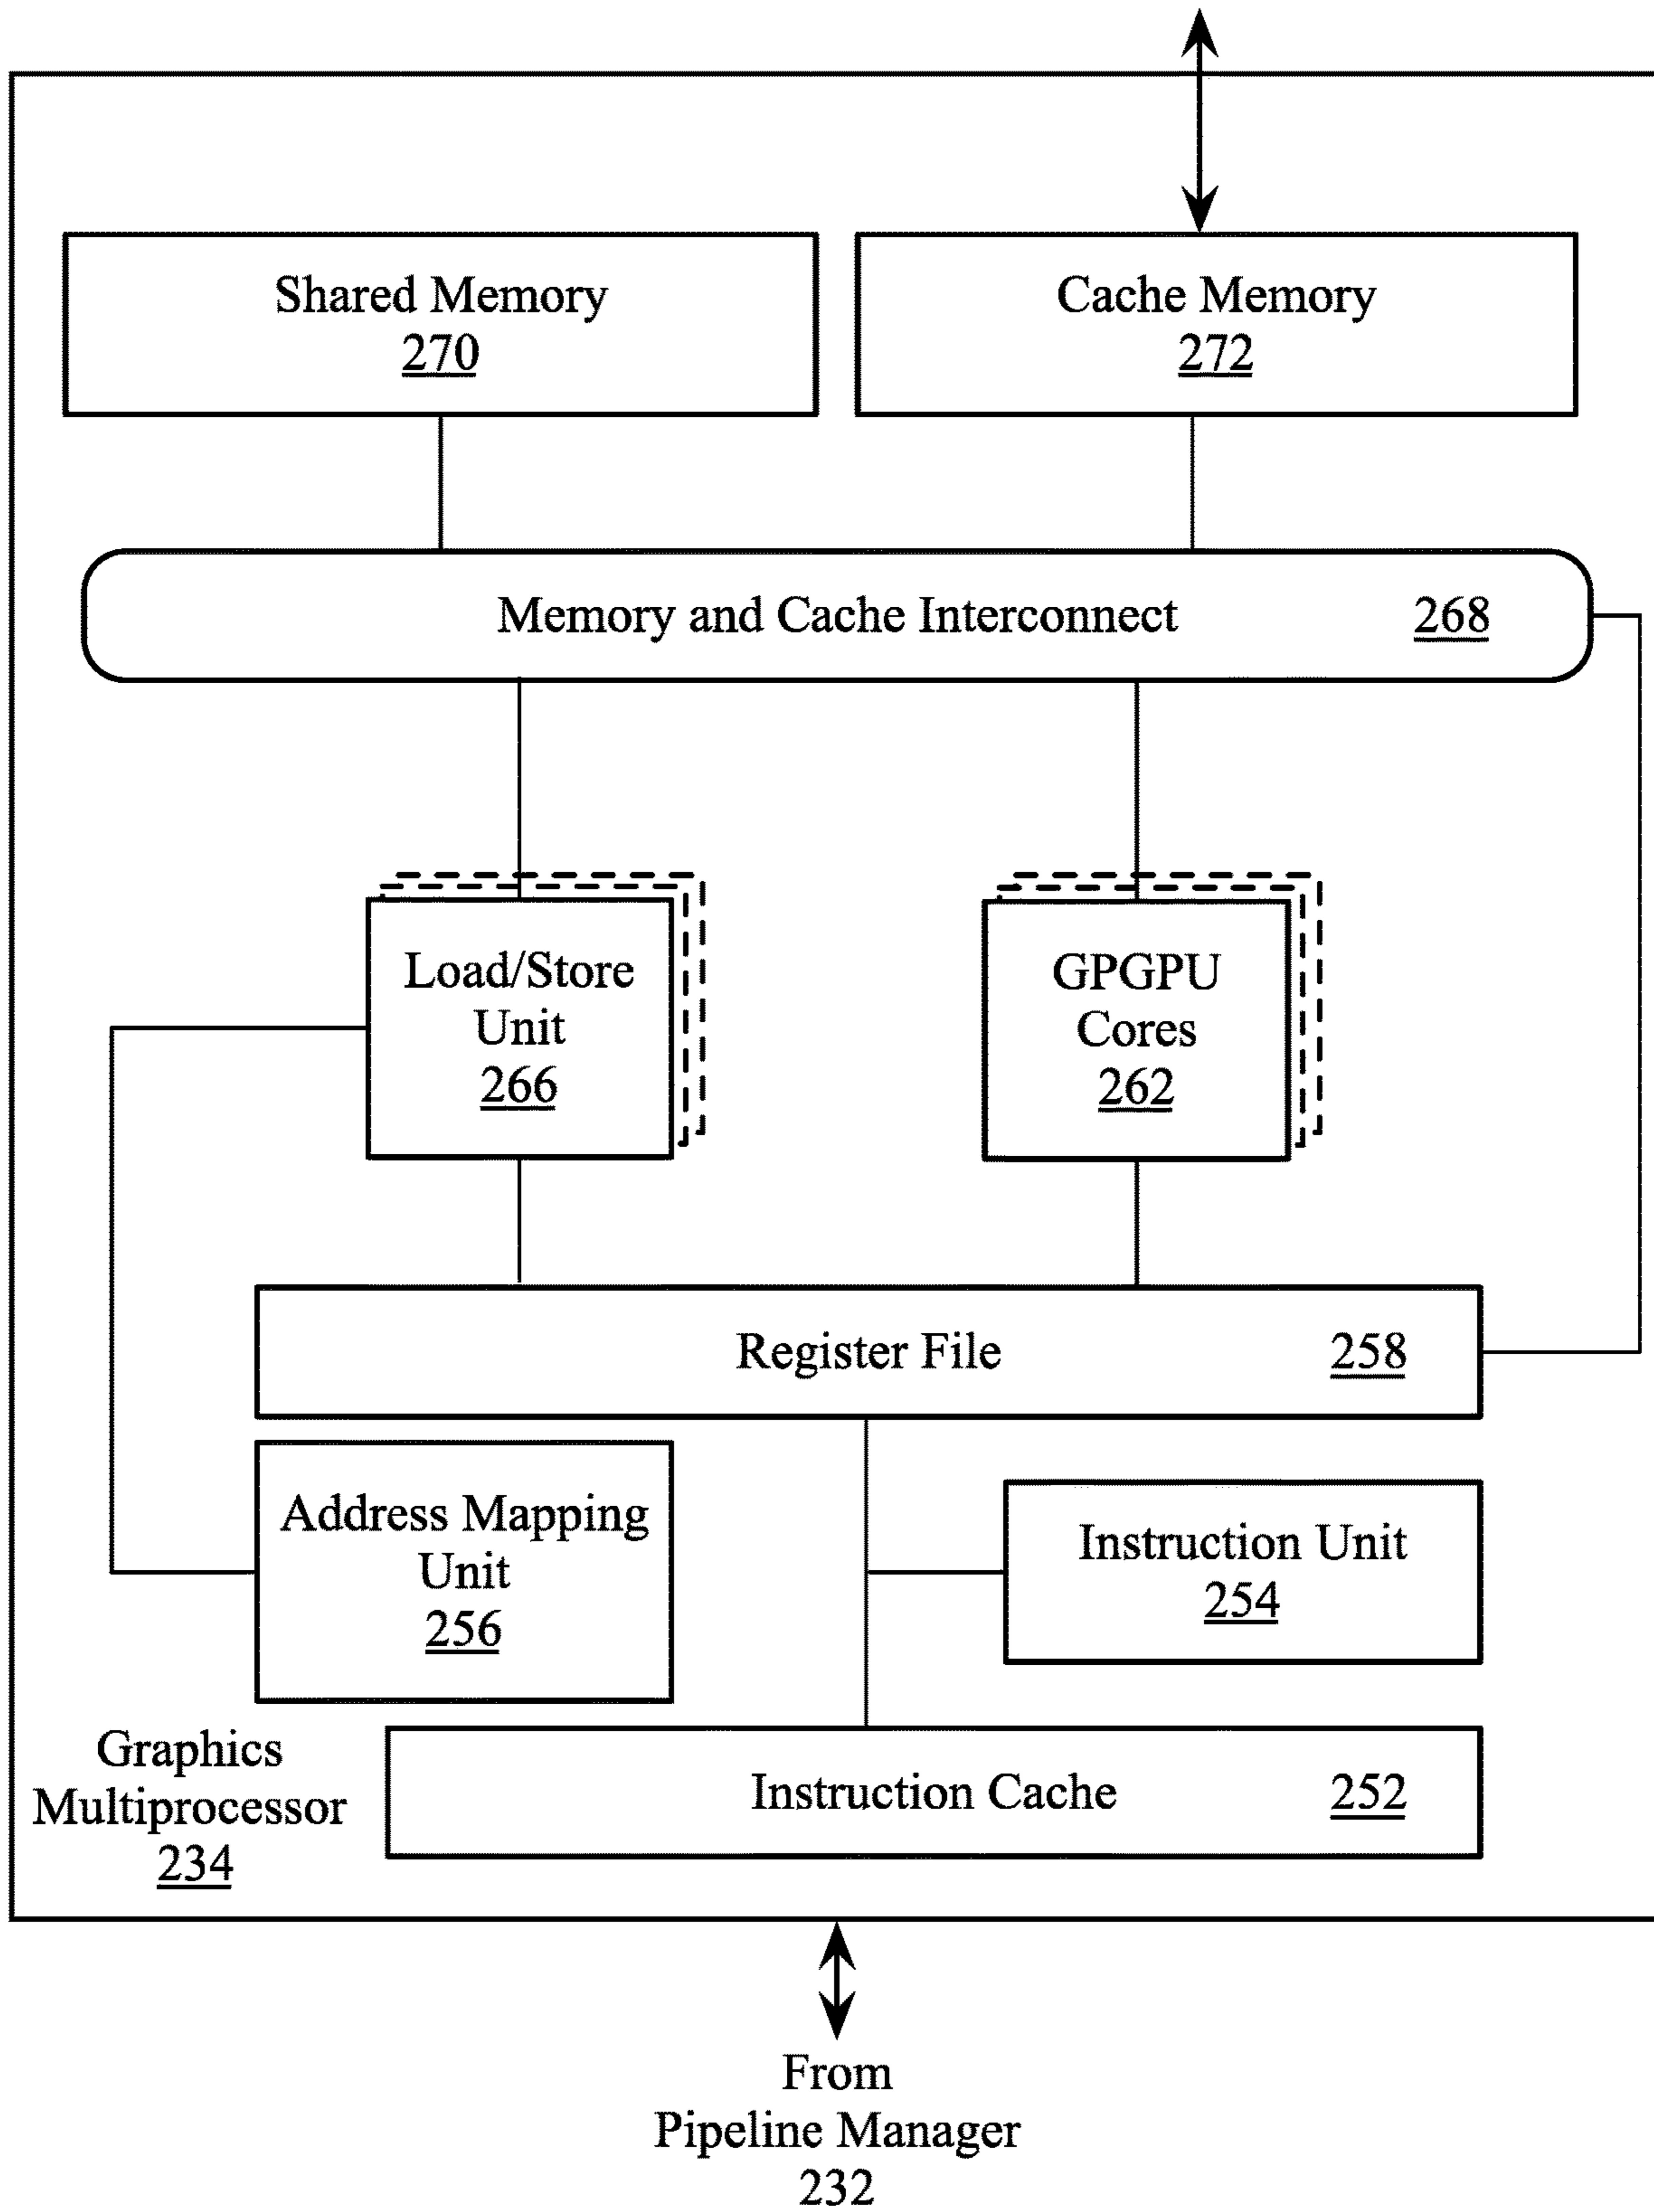 Shared Memory
270
Cache Memory
272
Memory and Cache Interconnect 268
Load/Store
Unit
266
GPGPU
Cores
262
Register File 258
Address Mapping
Unit
256
Instruction Unit
254
Graphics
Multiprocessor
234
Instruction Cache 252
From
Pipeline Manager
232